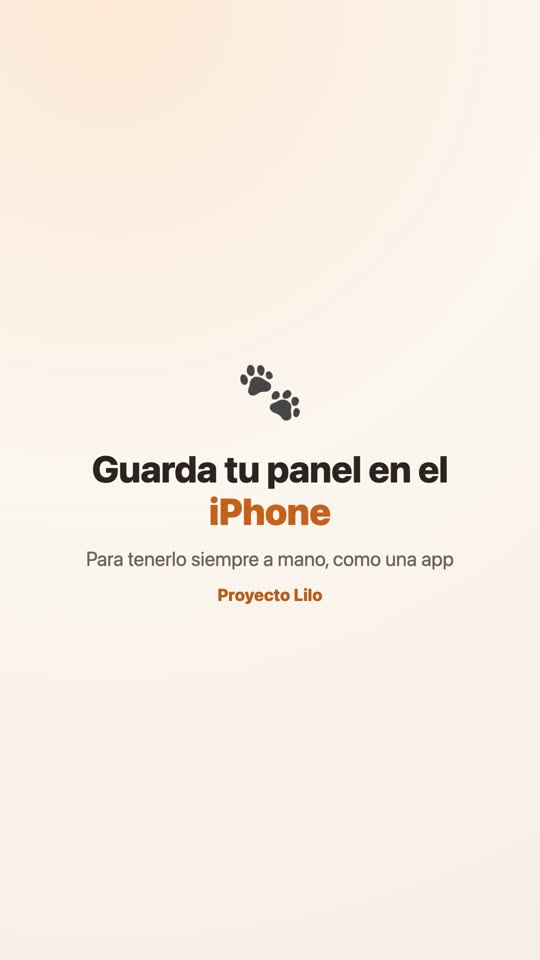 Guarda tu panel en el
iPhone
Para tenerlo siempre a mano, como una app
Proyecto Lilo